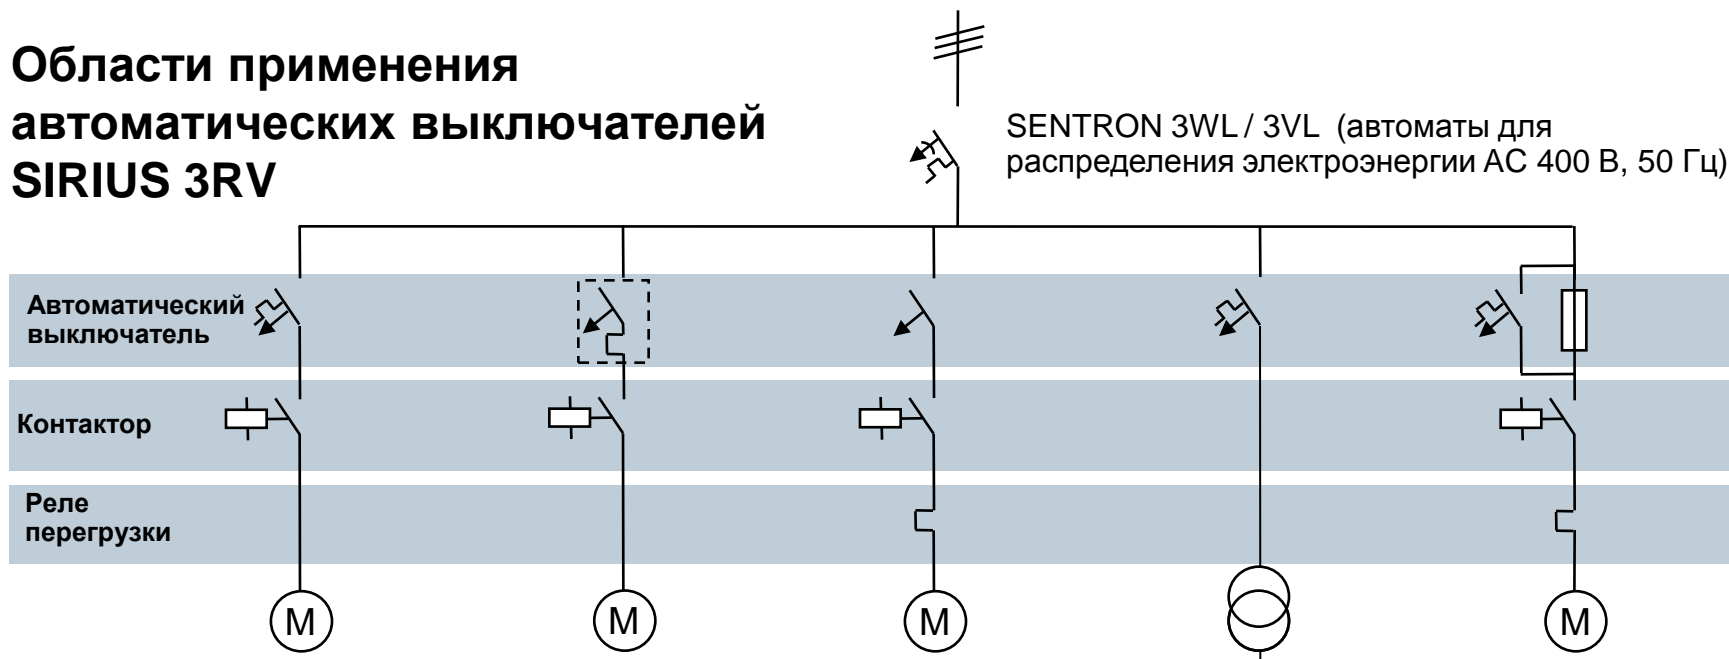 Области применения
автоматических выключателей
SIRIUS 3RV
SENTRON 3WL / 3VL (автоматы для
распределения электроэнергии AC 400 В, 50 Гц)
Автоматический
выключатель
Контактор
Реле
перегрузки
M
M
M
M